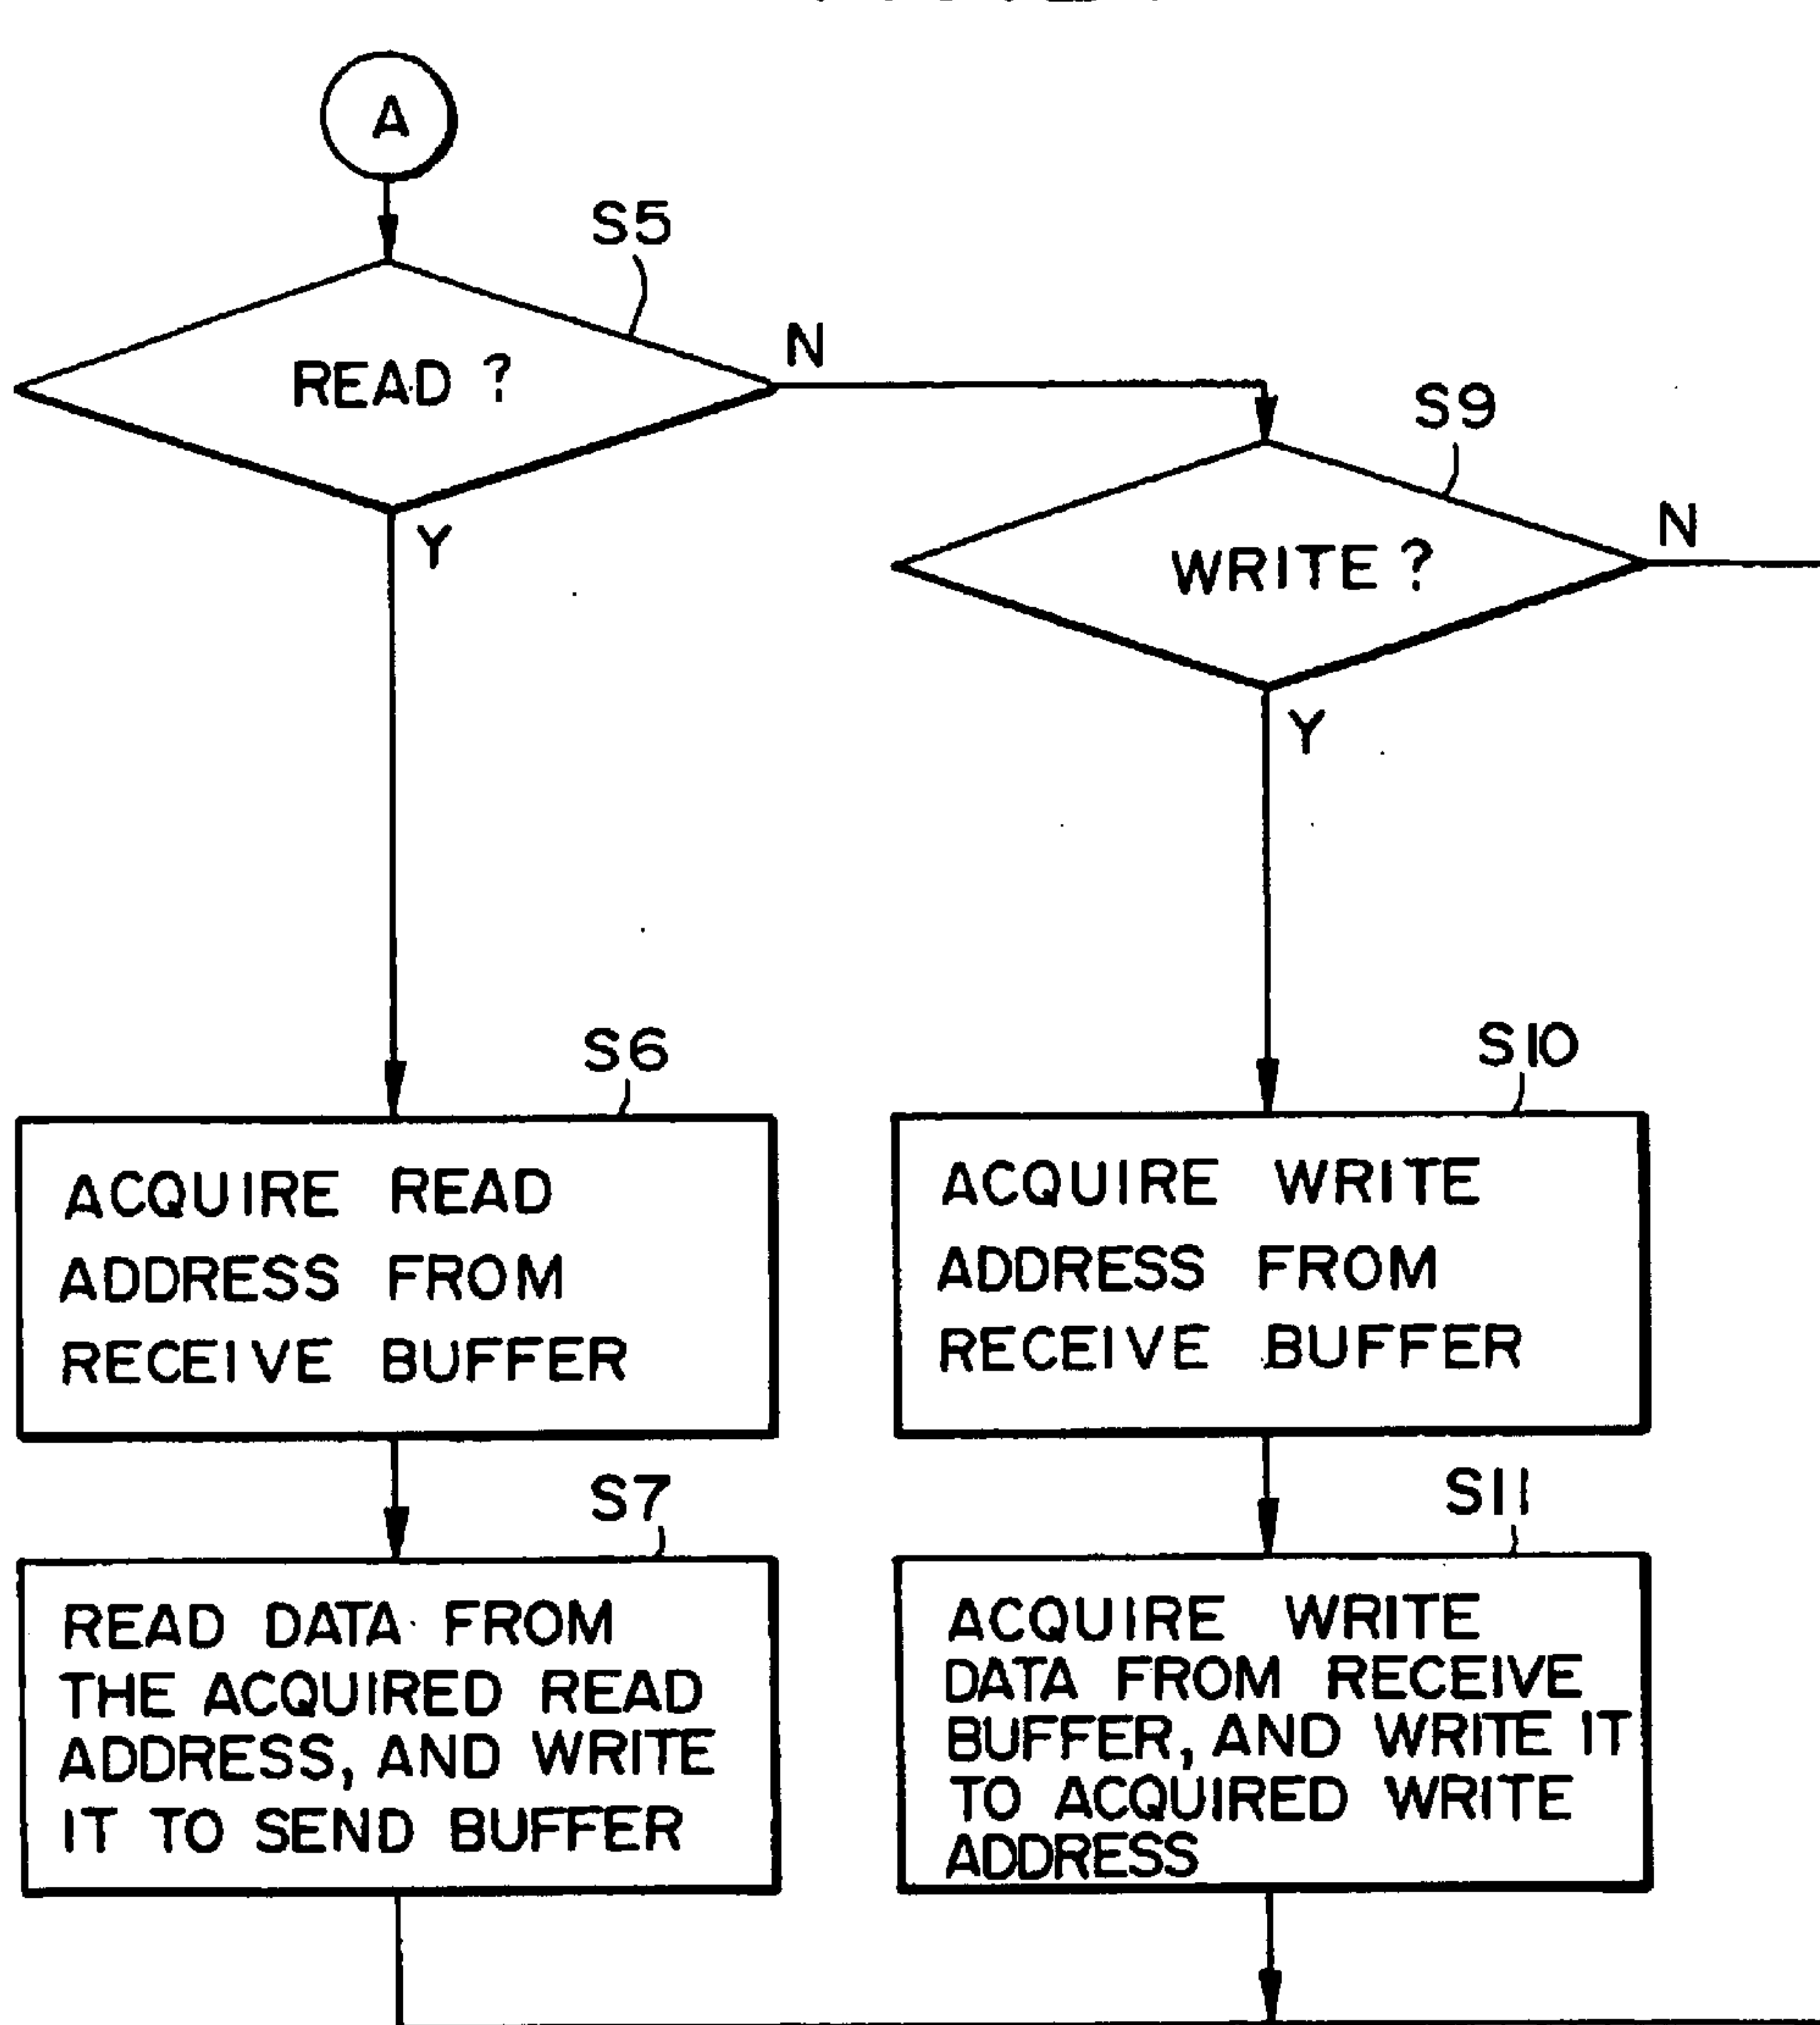 A
S5
READ ?
N
S9
WRITE ?
N
Y
Y
S6
ACQUIRE READ
ADDRESS FROM
RECEIVE BUFFER
S10
ACQUIRE WRITE
ADDRESS FROM
RECEIVE BUFFER
S7
READ DATA FROM
THE ACQUIRED READ
ADDRESS, AND WRITE
IT TO SEND BUFFER
S11
ACQUIRE WRITE
DATA FROM RECEIVE
BUFFER, AND WRITE IT
TO ACQUIRED WRITE
ADDRESS